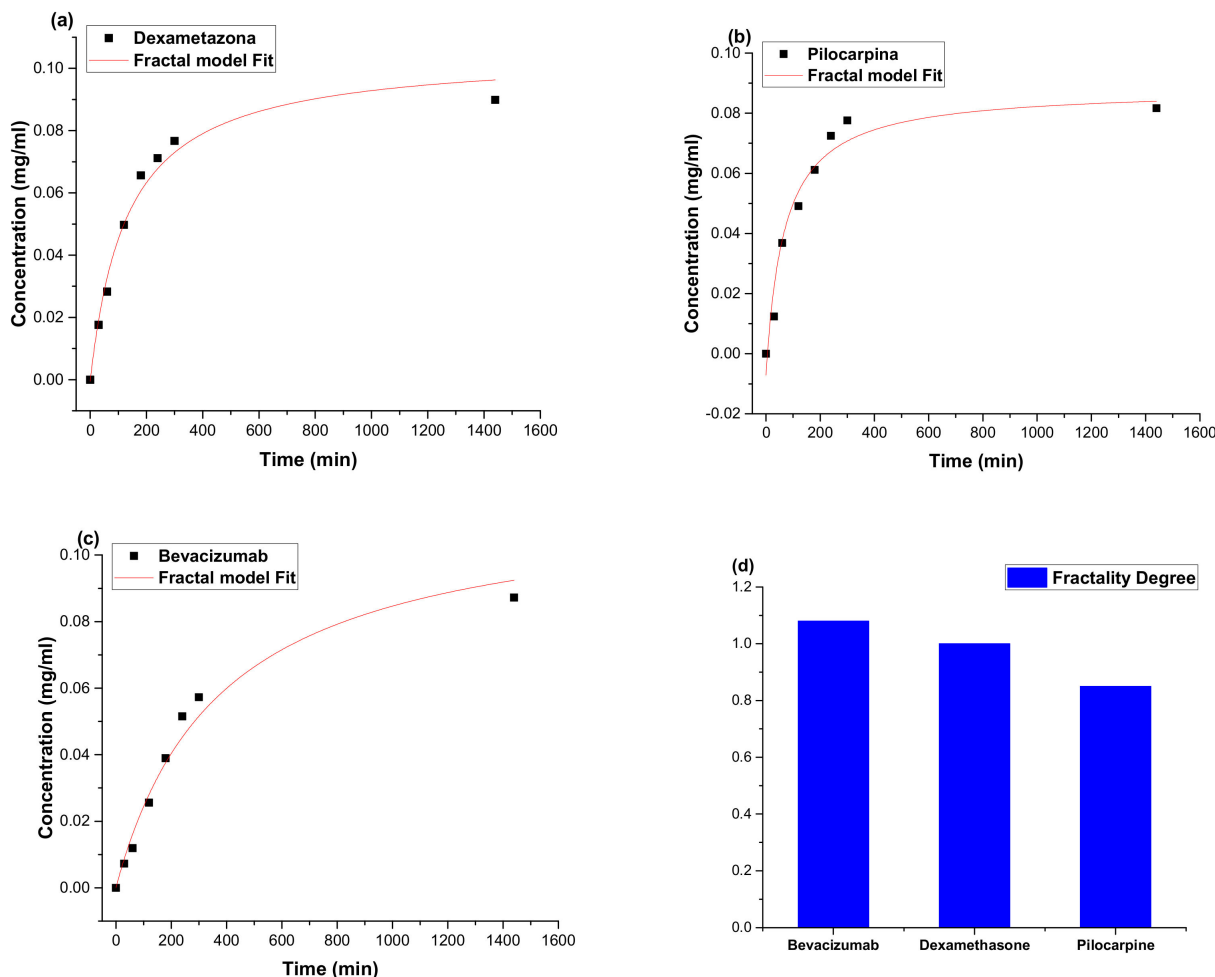 (a)
Dexametazona
Fractal model Fit
0.10
0.08
0.06
0.04
0.02
0.00
Concentration (mg/ml)
0 200 400 600 800 1000 1200 1400 1600
Time (min)
(b)
Pilocarpina
Fractal model Fit
0.10
0.08
0.06
0.04
0.02
0.00
-0.02
Concentration (mg/ml)
0 200 400 600 800 1000 1200 1400 1600
Time (min)
(c)
Bevacizumab
Fractal model Fit
0.10
0.08
0.06
0.04
0.02
0.00
Concentration (mg/ml)
0 200 400 600 800 1000 1200 1400 1600
Time (min)
(d)
Fractality Degree
1.2
1.0
0.8
0.6
0.4
0.2
0.0
Bevacizumab Dexamethasone Pilocarpine